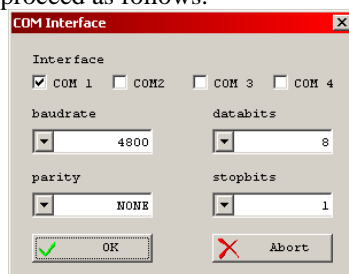 proceed as follows:
COM Interface
Interface
COM 1 COM2 COM 3 COM 4
baudrate databits
4800 8
parity stopbits
NONE 1
OK Abort